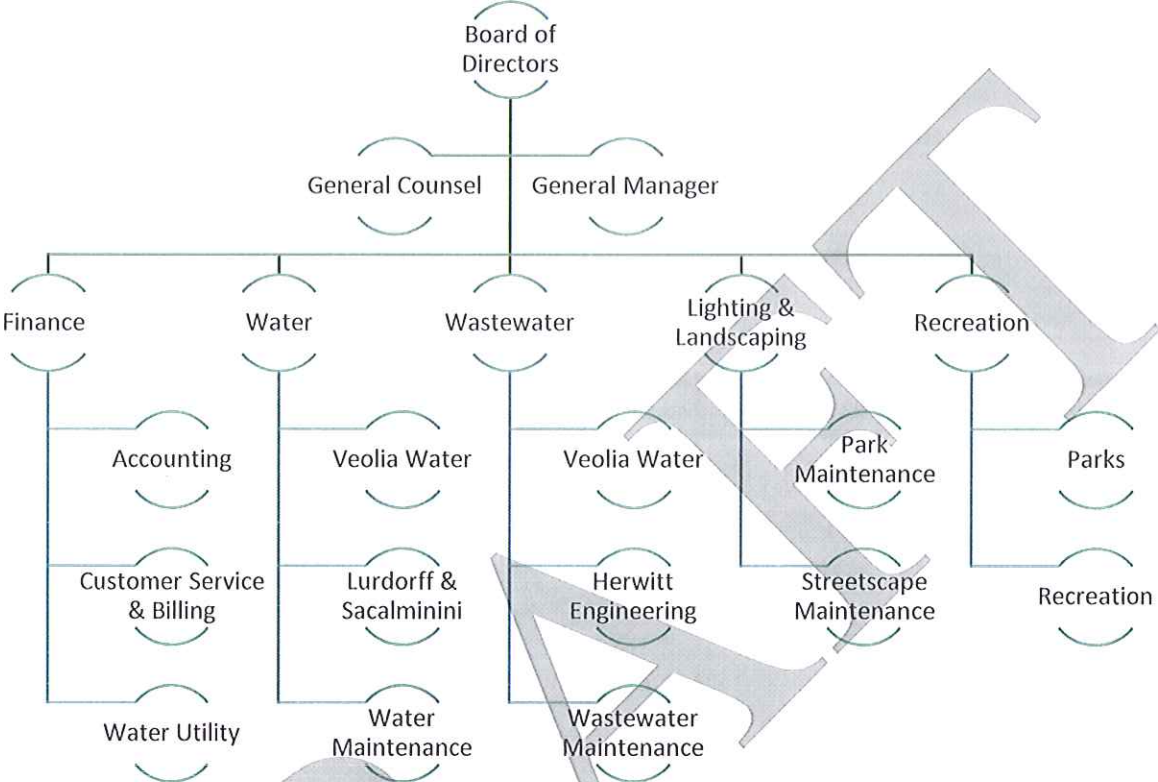 Board of
Directors
General Counsel
General Manager
Finance
Water
Wastewater
Lighting &
Landscaping
Recreation
Accounting
Veolia Water
Veolia Water
Park
Maintenance
Parks
Customer Service
& Billing
Lurdorff &
Sacalminini
Herwitt
Engineering
Streetscape
Maintenance
Recreation
Water Utility
Water
Maintenance
Wastewater
Maintenance
AFT